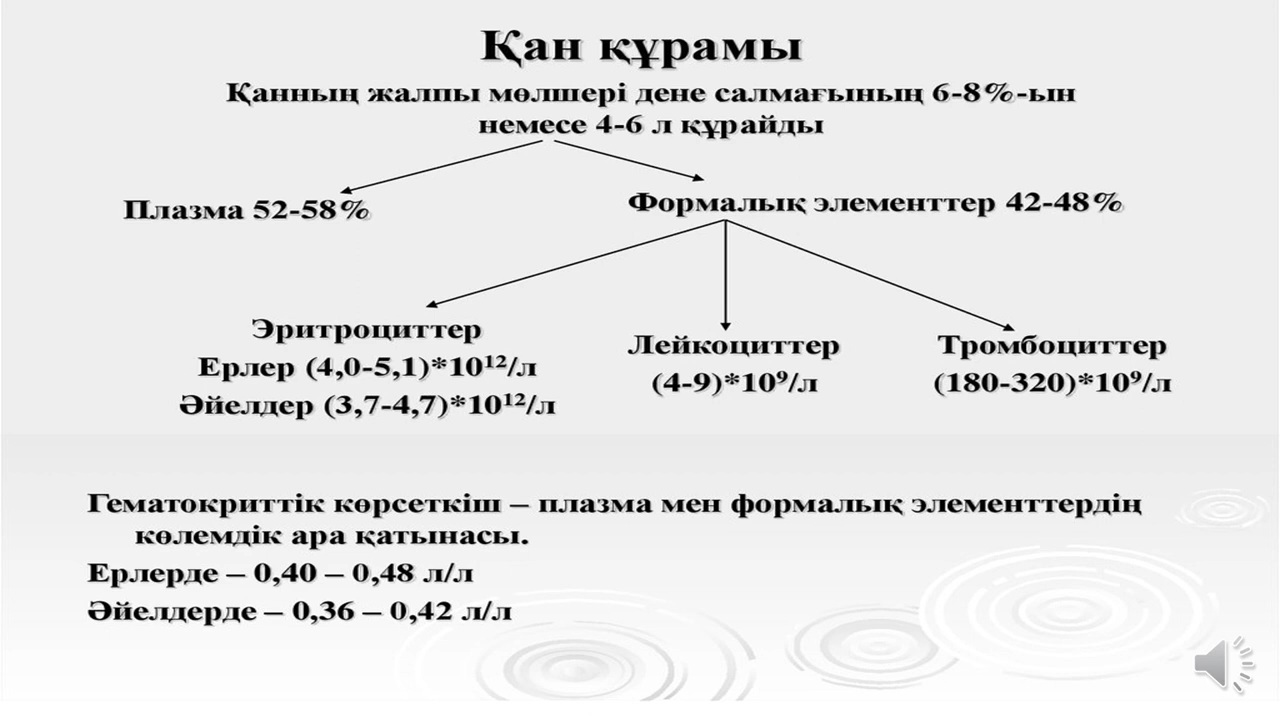 Қан құрамы
Қанның жалпы мөлшері дене салмағының 6-8%-ын
немесе 4-6 л құрайды
Плазма 52-58%
Формалық элементтер 42-48%
Эритроциттер
Ерлер (4,0-5,1)*10¹²/л
Әйелдер (3,7-4,7)*10¹²/л
Лейкоциттер
(4-9)*10⁹/л
Тромбоциттер
(180-320)*10⁹/л
Гематокриттік көрсеткіш – плазма мен формалық элементтердің
көлемдік ара қатынасы.
Ерлерде – 0,40 – 0,48 л/л
Әйелдерде – 0,36 – 0,42 л/л